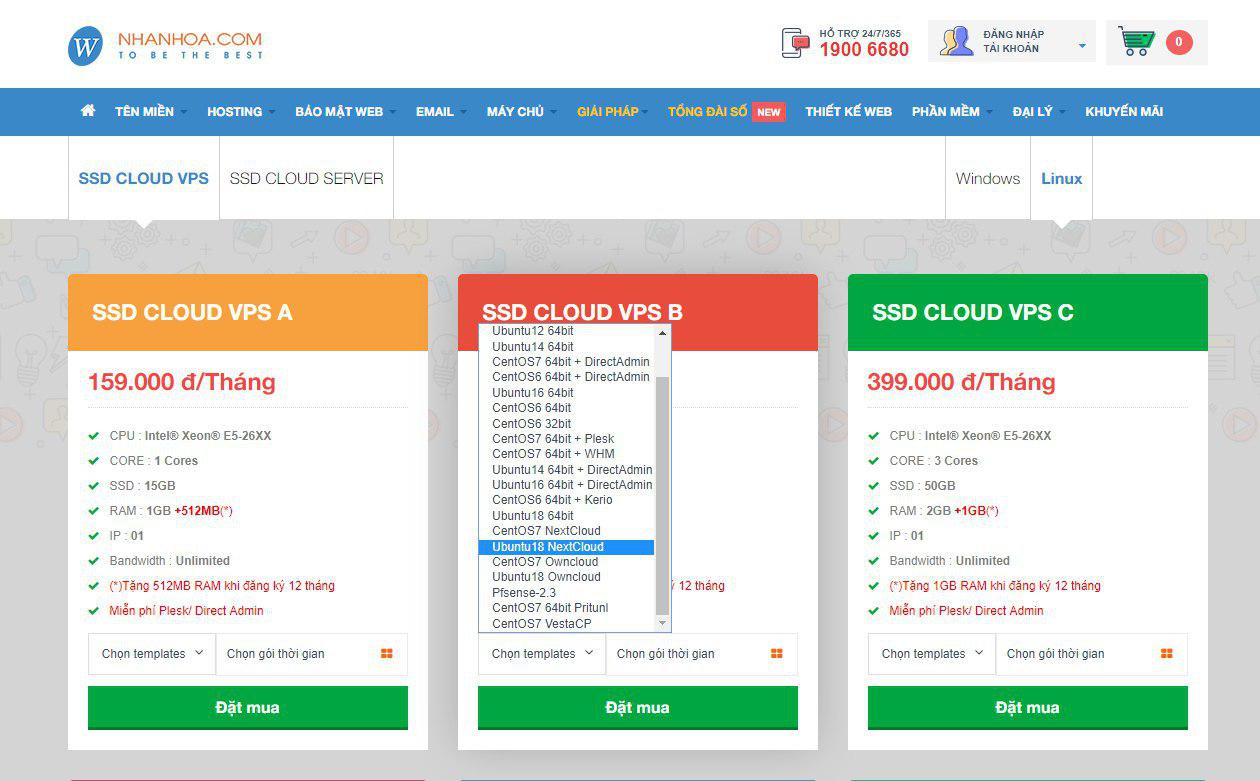 W
NHANHOA.COM
TO BE THE BEST
HỖ TRỢ 24/7/365
1900 6680
ĐĂNG NHẬP
TÀI KHOẢN
0
TÊN MIỀN
HOSTING
BẢO MẬT WEB
EMAIL
MÁY CHỦ
GIẢI PHÁP
TỔNG ĐÀI SỐ NEW
THIẾT KẾ WEB
PHẦN MỀM
ĐẠI LÝ
KHUYẾN MÃI
SSD CLOUD VPS
SSD CLOUD SERVER
Windows
Linux
SSD CLOUD VPS A
159.000 đ/Tháng
CPU : Intel® Xeon® E5-26XX
CORE : 1 Cores
SSD : 15GB
RAM : 1GB +512MB(*)
IP : 01
Bandwidth : Unlimited
(*)Tặng 512MB RAM khi đăng ký 12 tháng
Miễn phí Plesk/ Direct Admin
Chọn templates
Chọn gói thời gian
Đặt mua
SSD CLOUD VPS B
Ubuntu12 64bit
Ubuntu14 64bit
CentOS7 64bit + DirectAdmin
CentOS6 64bit + DirectAdmin
Ubuntu16 64bit
CentOS6 64bit
CentOS6 32bit
CentOS7 64bit + Plesk
CentOS7 64bit + WHM
Ubuntu14 64bit + DirectAdmin
Ubuntu16 64bit + DirectAdmin
CentOS6 64bit + Kerio
Ubuntu18 64bit
CentOS7 NextCloud
Ubuntu18 NextCloud
CentOS7 Owncloud
Ubuntu18 Owncloud
Pfsense-2.3
CentOS7 64bit Pritunl
CentOS7 VestaCP
12 tháng
Chọn templates
Chọn gói thời gian
Đặt mua
SSD CLOUD VPS C
399.000 đ/Tháng
CPU : Intel® Xeon® E5-26XX
CORE : 3 Cores
SSD : 50GB
RAM : 2GB +1GB(*)
IP : 01
Bandwidth : Unlimited
(*)Tặng 1GB RAM khi đăng ký 12 tháng
Miễn phí Plesk/ Direct Admin
Chọn templates
Chọn gói thời gian
Đặt mua